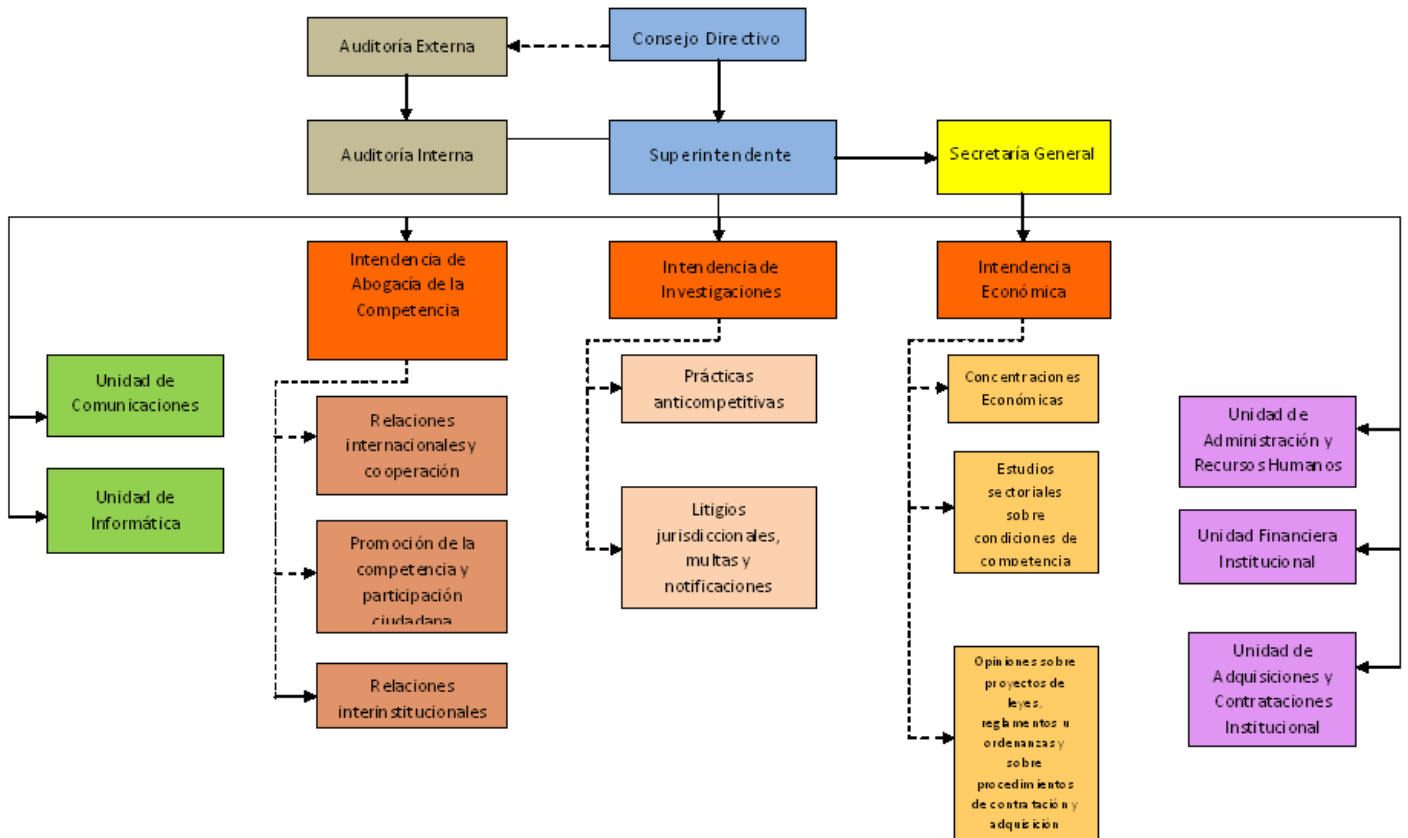 Auditoría Externa
Consejo Directivo
Auditoría Interna
Superintendente
Secretaría General
Intendencia de
Abogacía de la
Competencia
Intendencia de
Investigaciones
Intendencia
Económica
Unidad de
Comunicaciones
Unidad de
Informática
Relaciones
internacionales y
cooperación
Promoción de la
competencia y
participación
ciudadana
Relaciones
interinstitucionales
Prácticas
anticompetitivas
Litigios
jurisdiccionales,
multas y
notificaciones
Concentraciones
Económicas
Estudios
sectoriales
sobre
condiciones de
competencia
Opiniones sobre
proyectos de
leyes,
reglamentos u
ordenanzas y
sobre
procedimientos
de contratación y
adquisición
Unidad de
Administración y
Recursos Humanos
Unidad Financiera
Institucional
Unidad de
Adquisiciones y
Contrataciones
Institucional